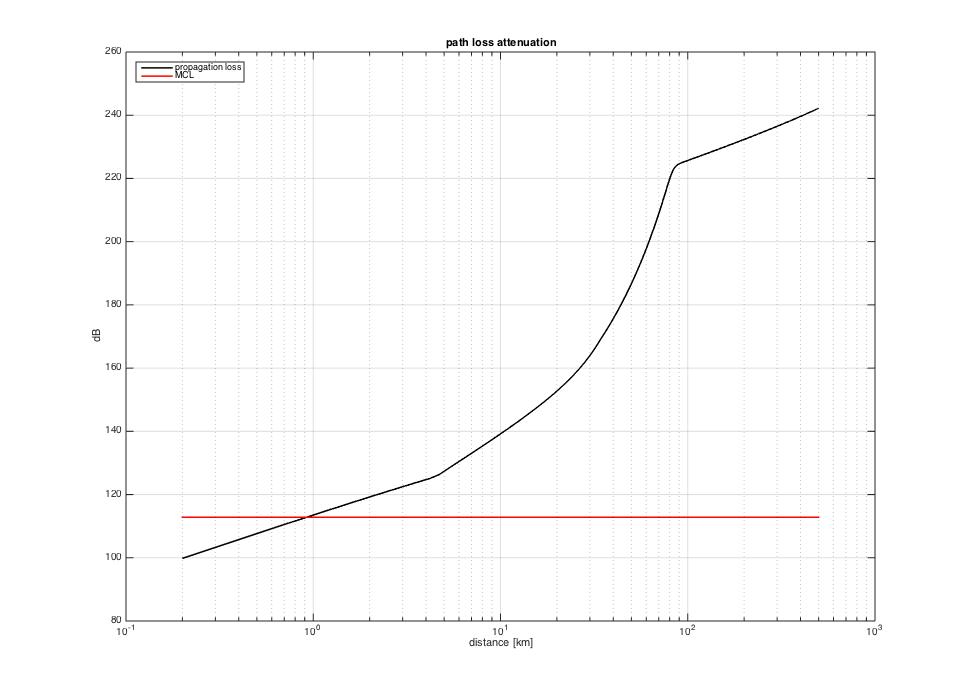 path loss attenuation
260
propagation loss
MCL
240
220
200
180
dB
160
140
120
100
80
10-1 100 101 102 103
distance [km]